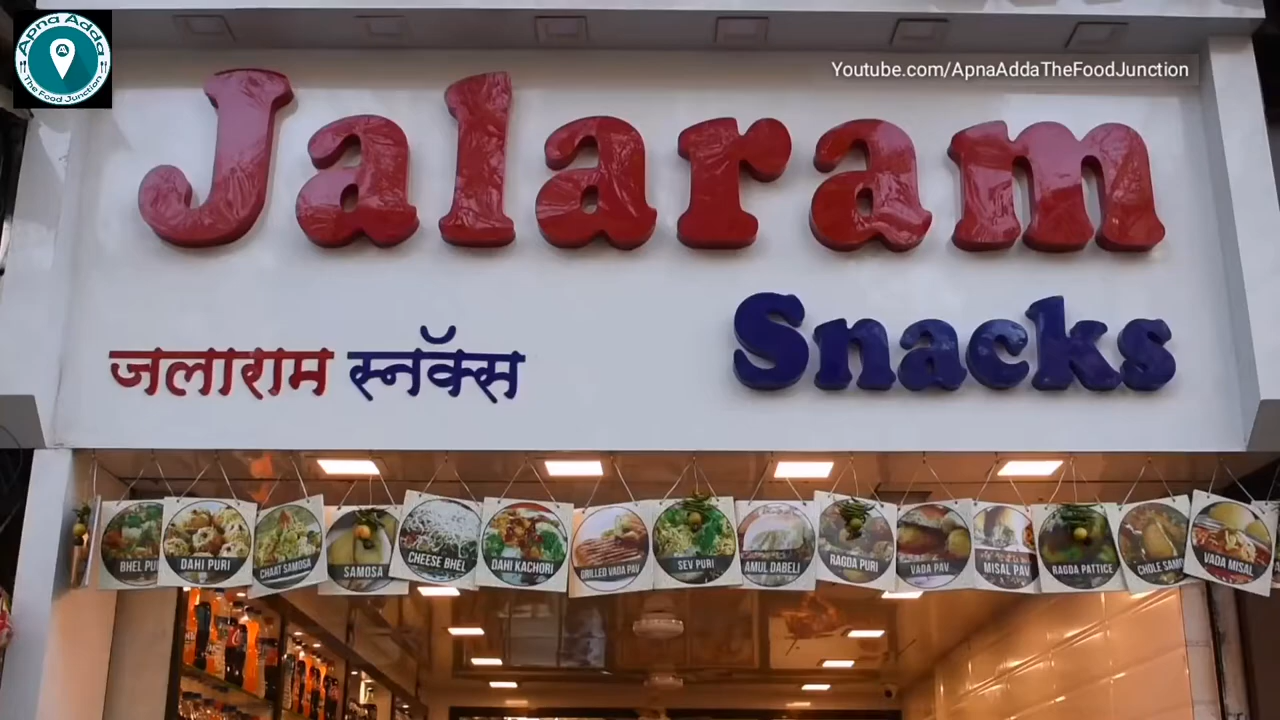 Apna Adda
A
The Food Junction
Youtube.com/ApnaAddaTheFoodJunction
Jalaram
Snacks
जलाराम स्नॅक्स
BHEL PU
DAHI PURI
CHAAT SAMOSA
SAMOSA
CHEESE BHEL
DAHI KACHORI
GRILLED VADA PAV
SEV PURI
AMUL DABELI
RAGDA PURI
VADA PAV
MISAL PAV
RAGDA PATTICE
CHOLE SAMO
VADA MISAL